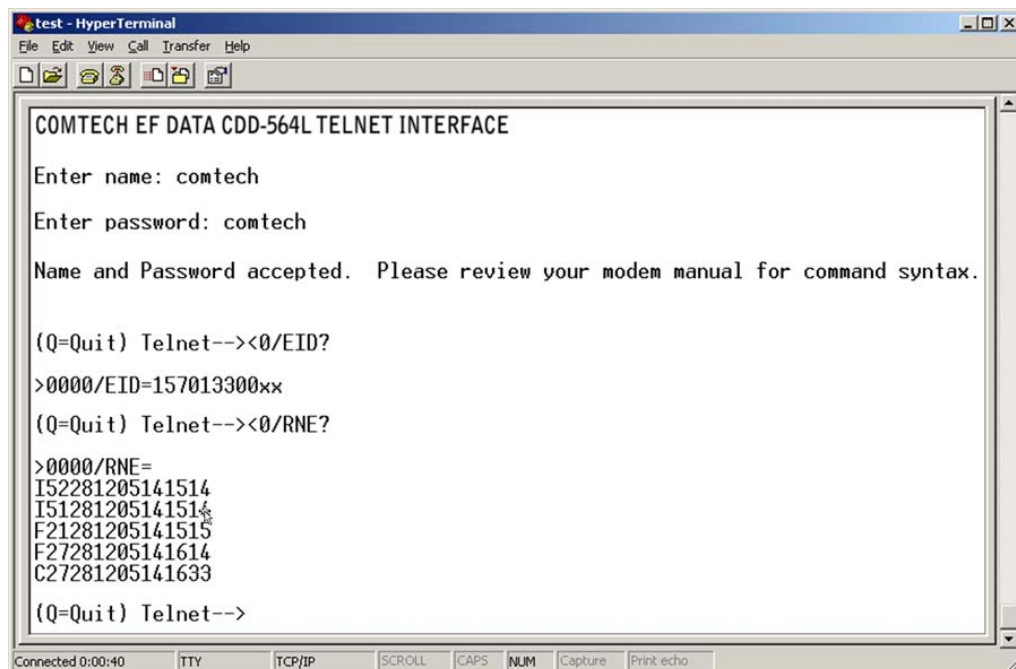 test - HyperTerminal
File Edit View Call Transfer Help
COMTECH EF DATA CDD-564L TELNET INTERFACE
Enter name: comtech
Enter password: comtech
Name and Password accepted. Please review your modem manual for command syntax.
(Q=Quit) Telnet--><0/EID?
>0000/EID=157013300xx
(Q=Quit) Telnet--><0/RNE?
>0000/RNE=
I52281205141514
I51281205141514
F21281205141515
F27281205141614
C27281205141633
(Q=Quit) Telnet-->
Connected 0:00:40 TTY TCP/IP SCROLL CAPS NUM Capture Print echo